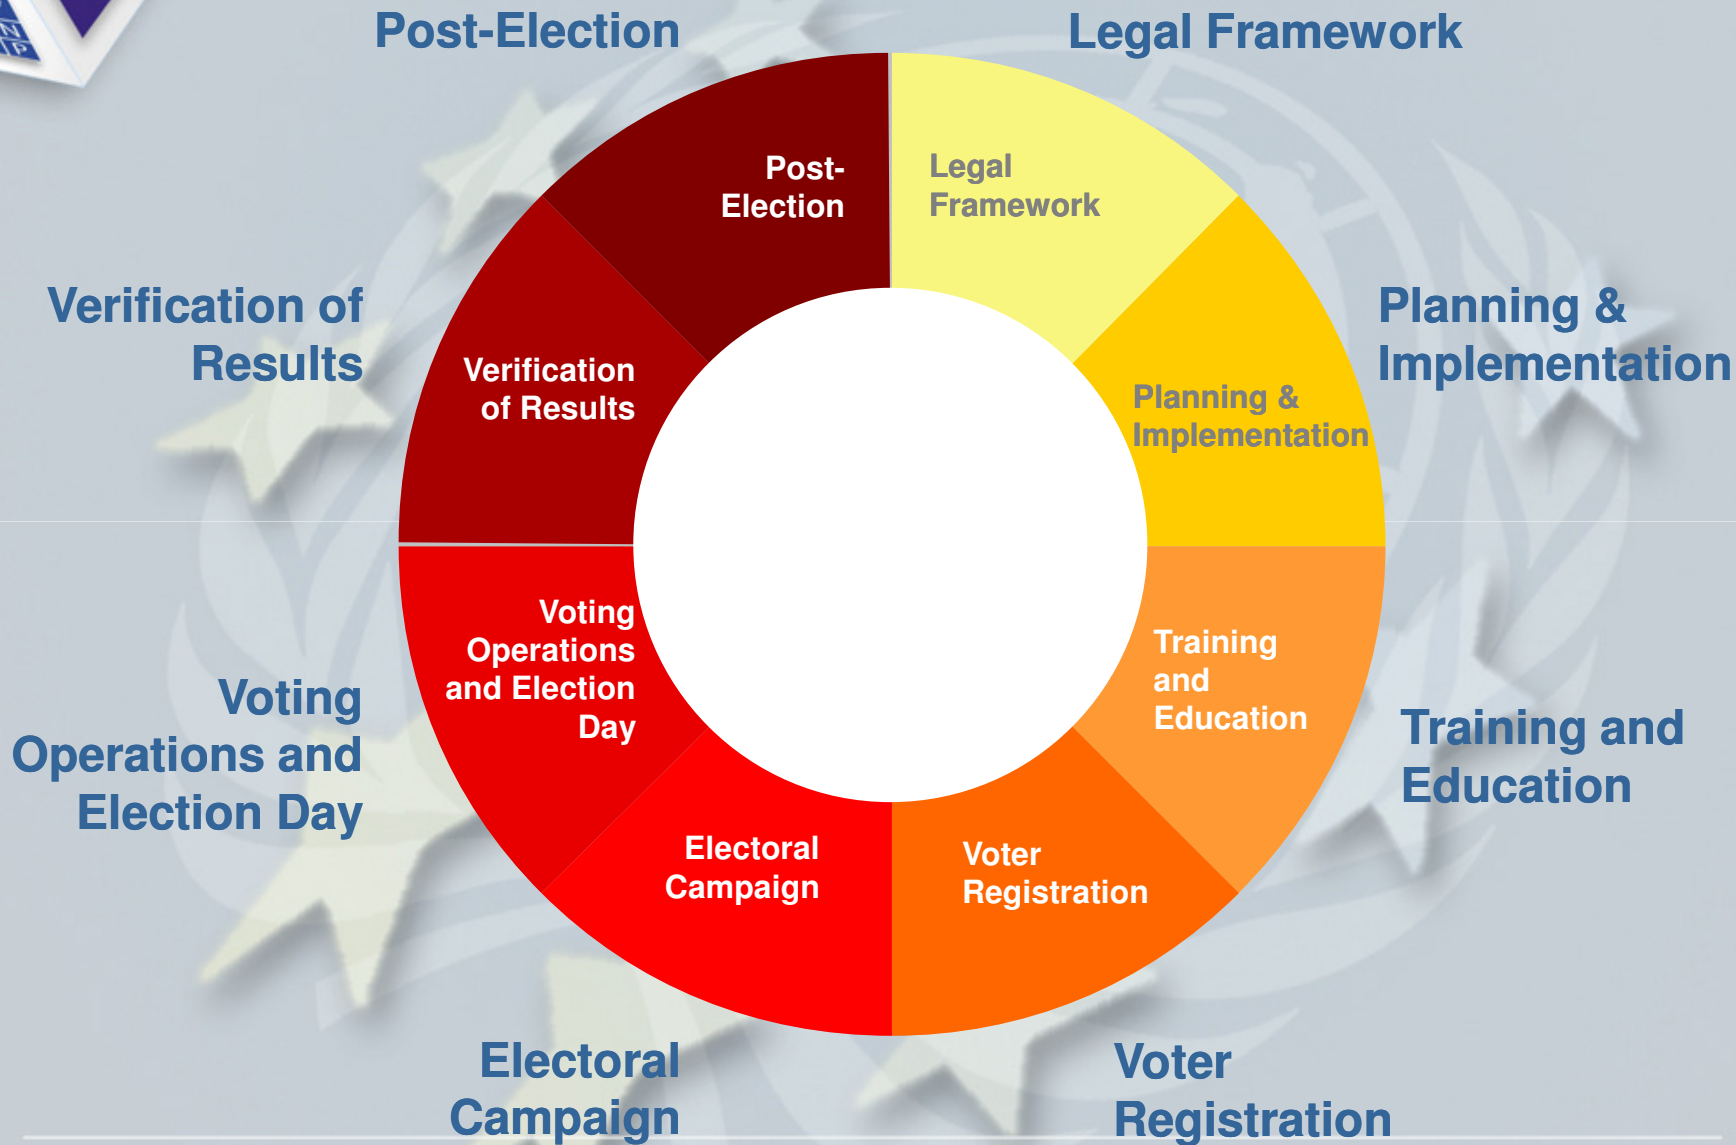 Post-Election
Legal Framework
Post-
Election
Legal
Framework
Verification of
Results
Planning &
Implementation
Verification
of Results
Planning &
Implementation
Voting
Operations
and Election
Day
Training
and
Education
Voting
Operations and
Election Day
Training and
Education
Electoral
Campaign
Voter
Registration
Electoral
Campaign
Voter
Registration